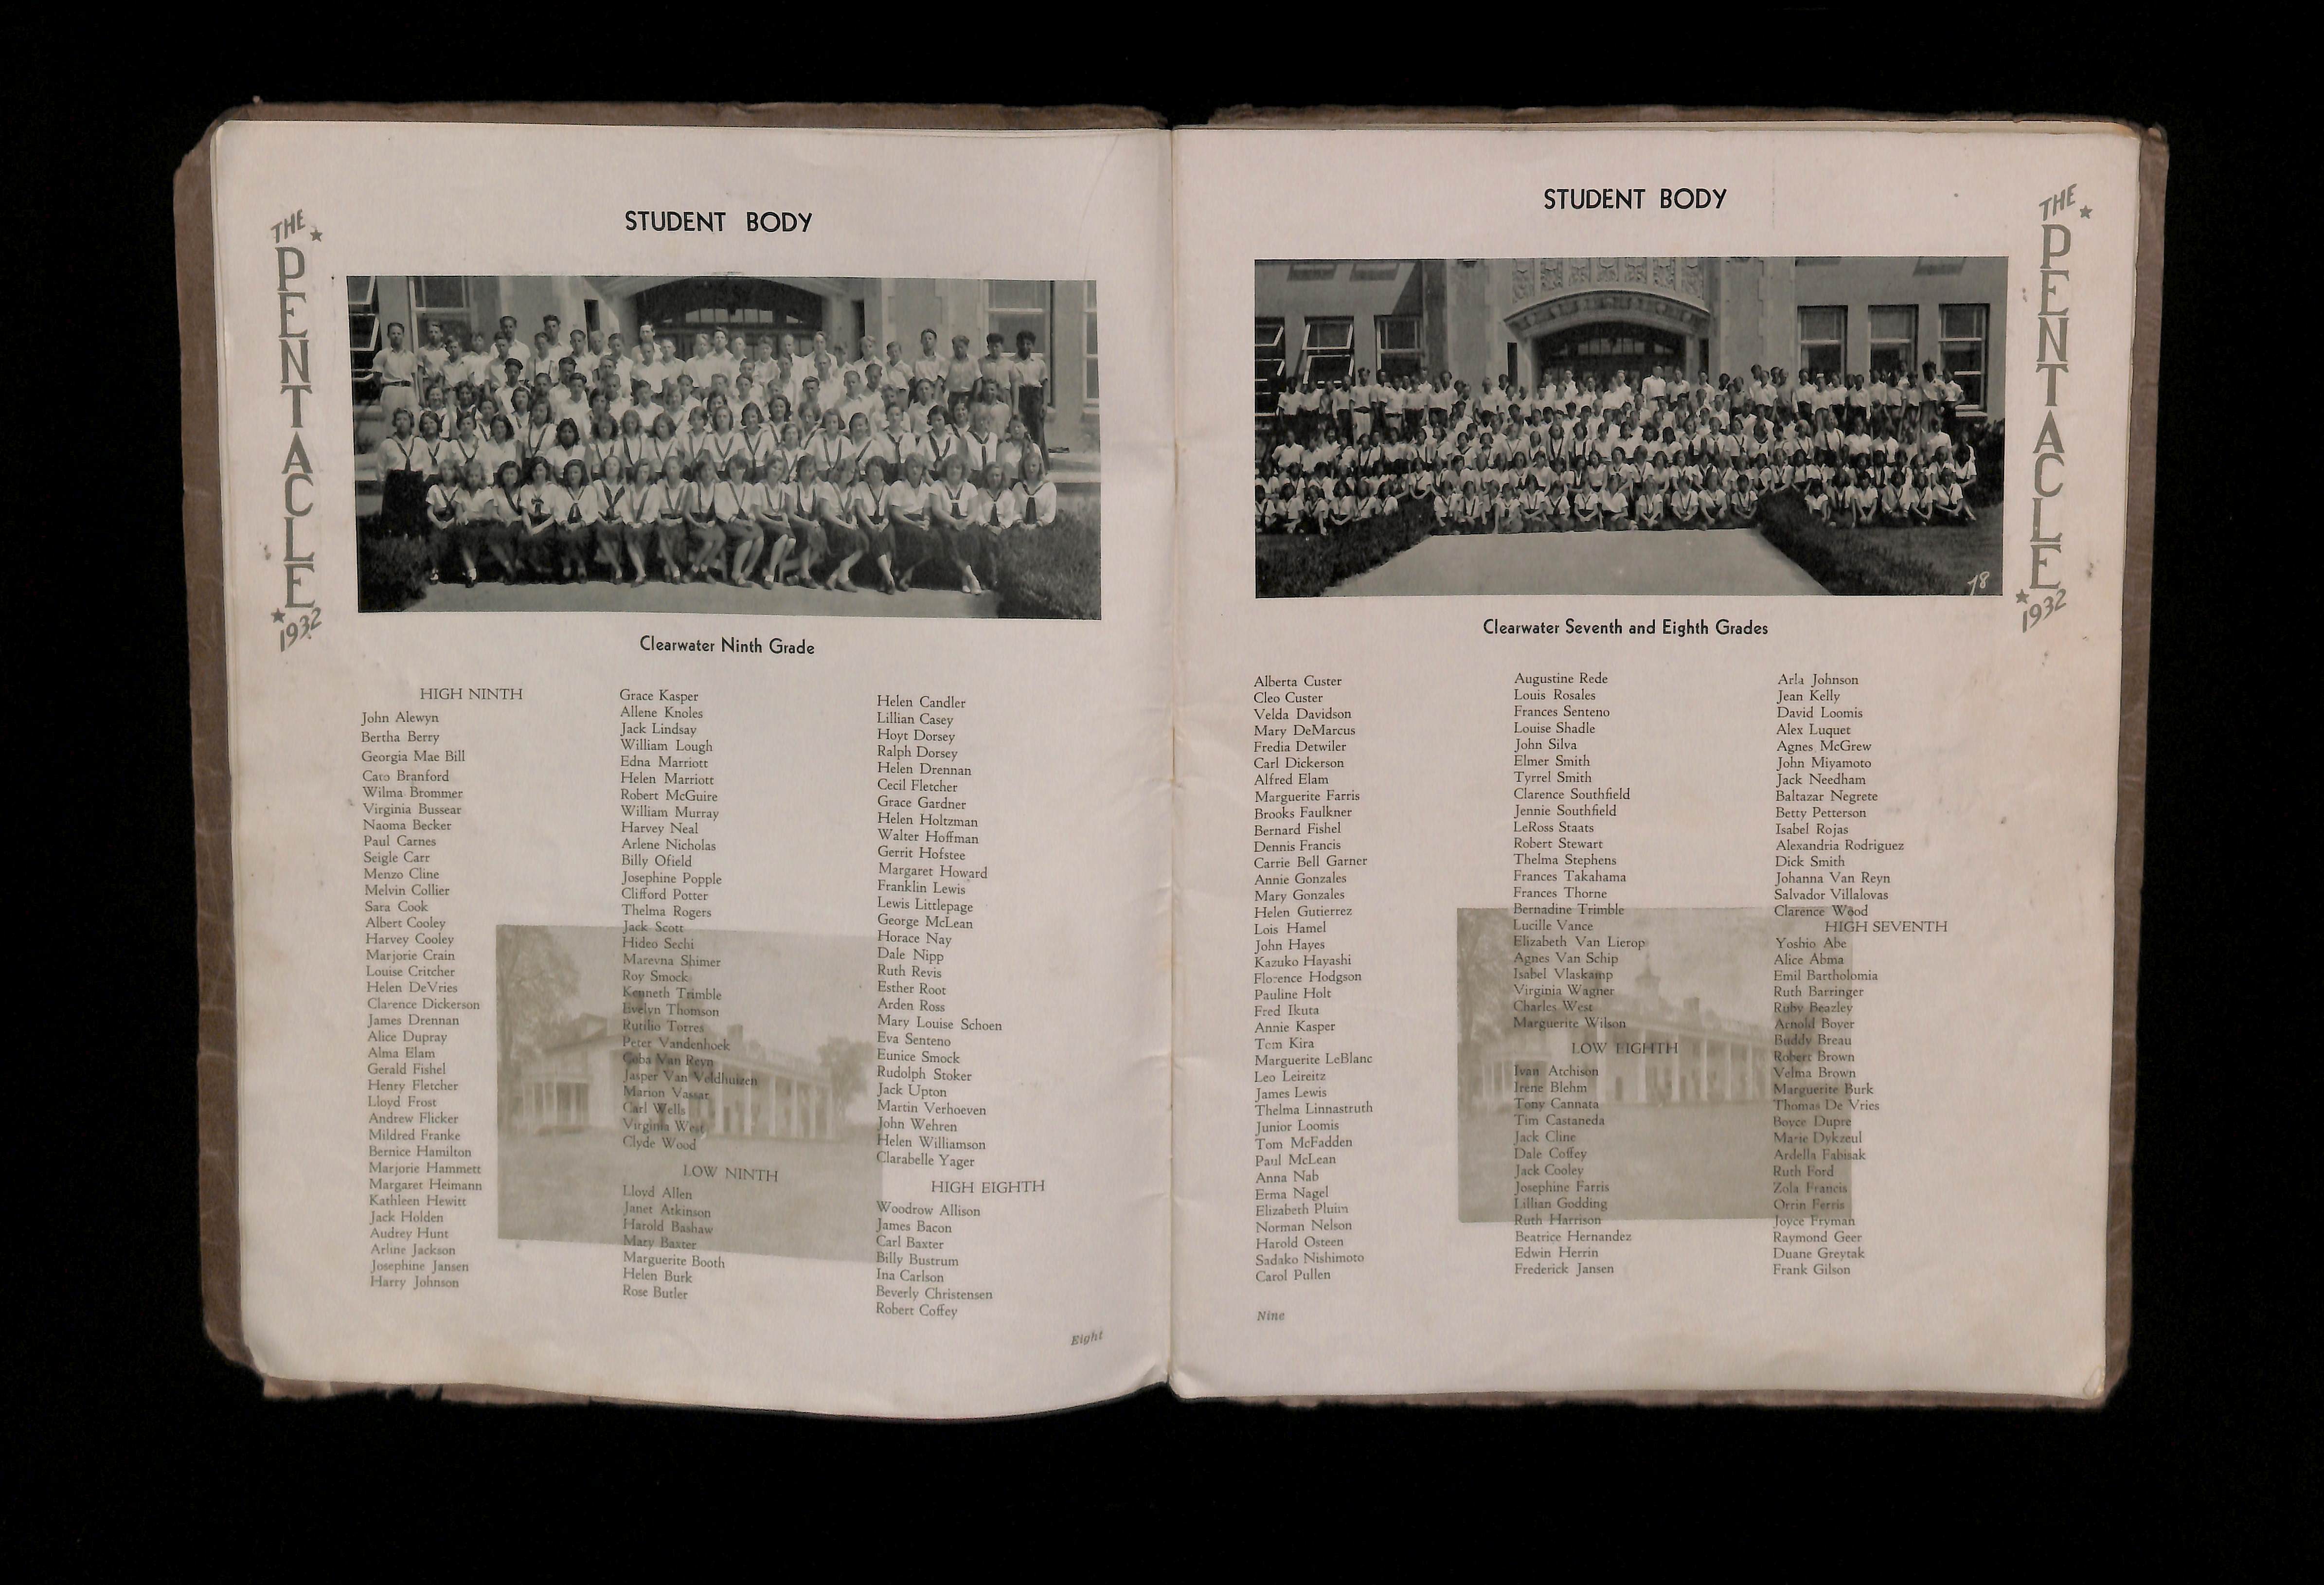 STUDENT BODY
THE
PENTACLE
1932
Clearwater Ninth Grade
HIGH NINTH
John Alewyn
Bertha Berry
Georgia Mae Bill
Cato Branford
Wilma Brommer
Virginia Bussear
Naoma Becker
Paul Carnes
Seigle Carr
Menzo Cline
Melvin Collier
Sara Cook
Albert Cooley
Harvey Cooley
Marjorie Crain
Louise Critcher
Helen DeVries
Clarence Dickerson
James Drennan
Alice Dupray
Alma Elam
Gerald Fishel
Henry Fletcher
Lloyd Frost
Andrew Flicker
Mildred Franke
Bernice Hamilton
Marjorie Hammett
Margaret Heimann
Kathleen Hewitt
Jack Holden
Audrey Hunt
Arline Jackson
Josephine Jansen
Harry Johnson
Grace Kasper
Allene Knoles
Jack Lindsay
William Lough
Edna Marriott
Helen Marriott
Robert McGuire
William Murray
Harvey Neal
Arlene Nicholas
Billy Ofield
Josephine Popple
Clifford Potter
Thelma Rogers
Jack Scott
Hideo Sechi
Marevna Shimer
Roy Smock
Kenneth Trimble
Evelyn Thomson
Rutilio Torres
Peter Vandenhoek
Coba Van Reyn
Jasper Van Veldhuizen
Marion Vassar
Carl Wells
Virginia West
Clyde Wood
LOW NINTH
Lloyd Allen
Janet Atkinson
Harold Bashaw
Mary Baxter
Marguerite Booth
Helen Burk
Rose Butler
Helen Candler
Lillian Casey
Hoyt Dorsey
Ralph Dorsey
Helen Drennan
Cecil Fletcher
Grace Gardner
Helen Holtzman
Walter Hoffman
Gerrit Hofstee
Margaret Howard
Franklin Lewis
Lewis Littlepage
George McLean
Horace Nay
Dale Nipp
Ruth Revis
Esther Root
Arden Ross
Mary Louise Schoen
Eva Senteno
Eunice Smock
Rudolph Stoker
Jack Upton
Martin Verhoeven
John Wehren
Helen Williamson
Clarabelle Yager
HIGH EIGHTH
Woodrow Allison
James Bacon
Carl Baxter
Billy Bustrum
Ina Carlson
Beverly Christensen
Robert Coffey
Eight
STUDENT BODY
THE
PENTACLE
1932
18
Clearwater Seventh and Eighth Grades
Alberta Custer
Cleo Custer
Velda Davidson
Mary DeMarcus
Fredia Detwiler
Carl Dickerson
Alfred Elam
Marguerite Farris
Brooks Faulkner
Bernard Fishel
Dennis Francis
Carrie Bell Garner
Annie Gonzales
Mary Gonzales
Helen Gutierrez
Lois Hamel
John Hayes
Kazuko Hayashi
Florence Hodgson
Pauline Holt
Fred Ikuta
Annie Kasper
Tom Kira
Marguerite LeBlanc
Leo Leireitz
James Lewis
Thelma Linnastruth
Junior Loomis
Tom McFadden
Paul McLean
Anna Nab
Erma Nagel
Elizabeth Pluim
Norman Nelson
Harold Osteen
Sadako Nishimoto
Carol Pullen
Augustine Rede
Louis Rosales
Frances Senteno
Louise Shadle
John Silva
Elmer Smith
Tyrrel Smith
Clarence Southfield
Jennie Southfield
LeRoss Staats
Robert Stewart
Thelma Stephens
Frances Takahama
Frances Thorne
Bernadine Trimble
Lucille Vance
Elizabeth Van Lierop
Agnes Van Schip
Isabel Vlaskamp
Virginia Wagner
Charles West
Marguerite Wilson
LOW EIGHTH
Ivan Atchison
Irene Blehm
Tony Cannata
Tim Castaneda
Jack Cline
Dale Coffey
Jack Cooley
Josephine Farris
Lillian Godding
Ruth Harrison
Beatrice Hernandez
Edwin Herrin
Frederick Jansen
Arla Johnson
Jean Kelly
David Loomis
Alex Luquet
Agnes McGrew
John Miyamoto
Jack Needham
Baltazar Negrete
Betty Petterson
Isabel Rojas
Alexandria Rodriguez
Dick Smith
Johanna Van Reyn
Salvador Villalovas
Clarence Wood
HIGH SEVENTH
Yoshio Abe
Alice Abma
Emil Bartholomia
Ruth Barringer
Ruby Beazley
Arnold Boyer
Buddy Breau
Robert Brown
Velma Brown
Marguerite Burk
Thomas De Vries
Boyce Dupre
Marie Dykzeul
Ardella Fabisak
Ruth Ford
Zola Francis
Orrin Ferris
Joyce Fryman
Raymond Geer
Duane Greytak
Frank Gilson
Nine